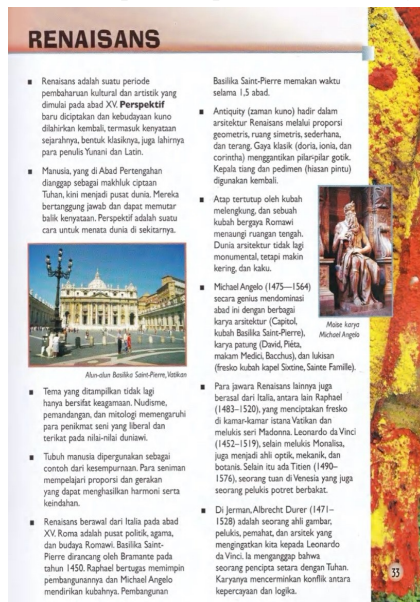 RENAISANS
Renaisans adalah suatu periode
pembaharuan kultural dan artistik yang
dimulai pada abad XV. Perspektif
baru diciptakan dan kebudayaan kuno
dilahirkan kembali, termasuk kenyataan
sejarahnya, bentuk klasiknya, juga lahirnya
para penulis Yunani dan Latin.
Manusia, yang di Abad Pertengahan
dianggap sebagai makhluk ciptaan
Tuhan, kini menjadi pusat dunia. Mereka
bertanggung jawab dan dapat memutar
balik kenyataan. Perspektif adalah suatu
cara untuk menata dunia di sekitarnya.
Alun-alun Basilika Saint-Pierre, Vatikan
Tema yang ditampilkan tidak lagi
hanya bersifat keagamaan. Nudisme,
pemandangan, dan mitologi memengaruhi
para penikmat seni yang liberal dan
terikat pada nilai-nilai duniawi.
Tubuh manusia dipergunakan sebagai
contoh dari kesempurnaan. Para seniman
mempelajari proporsi dan gerakan
yang dapat menghasilkan harmoni serta
keindahan.
Renaisans berawal dari Italia pada abad
XV. Roma adalah pusat politik, agama,
dan budaya Romawi. Basilika Saint-
Pierre dirancang oleh Bramante pada
tahun 1450. Raphael bertugas memimpin
pembangunannya dan Michael Angelo
mendirikan kubahnya. Pembangunan
Basilika Saint-Pierre memakan waktu
selama 1,5 abad.
Antiquity (zaman kuno) hadir dalam
arsitektur Renaisans melalui proporsi
geometris, ruang simetris, sederhana,
dan terang. Gaya klasik (doria, ionia, dan
corintha) menggantikan pilar-pilar gotik.
Kepala tiang dan pedimen (hiasan pintu)
digunakan kembali.
Atap tertutup oleh kubah
melengkung, dan sebuah
kubah bergaya Romawi
menaungi ruangan tengah.
Dunia arsitektur tidak lagi
monumental, tetapi makin
kering, dan kaku.
Michael Angelo (1475—1564)
secara genius mendominasi
abad ini dengan berbagai
karya arsitektur (Capitol,
kubah Basilika Saint-Pierre),
karya patung (David, Piéta,
makam Medici, Bacchus), dan lukisan
(fresko kubah kapel Sixtine, Sainte Famille).
Moise karya
Michael Angelo
Para jawara Renaisans lainnya juga
berasal dari Italia, antara lain Raphael
(1483–1520), yang menciptakan fresko
di kamar-kamar istana Vatikan dan
melukis seri Madonna. Leonardo da Vinci
(1452–1519), selain melukis Monalisa,
juga menjadi ahli optik, mekanik, dan
botanis. Selain itu ada Titien (1490–
1576), seorang tuan di Venesia yang juga
seorang pelukis potret berbakat.
Di Jerman, Albrecht Durer (1471–
1528) adalah seorang ahli gambar,
pelukis, pemahat, dan arsitek yang
mengingatkan kita kepada Leonardo
da Vinci. Ia menganggap bahwa
seorang pencipta setara dengan Tuhan.
Karyanya mencerminkan konflik antara
kepercayaan dan logika.
33